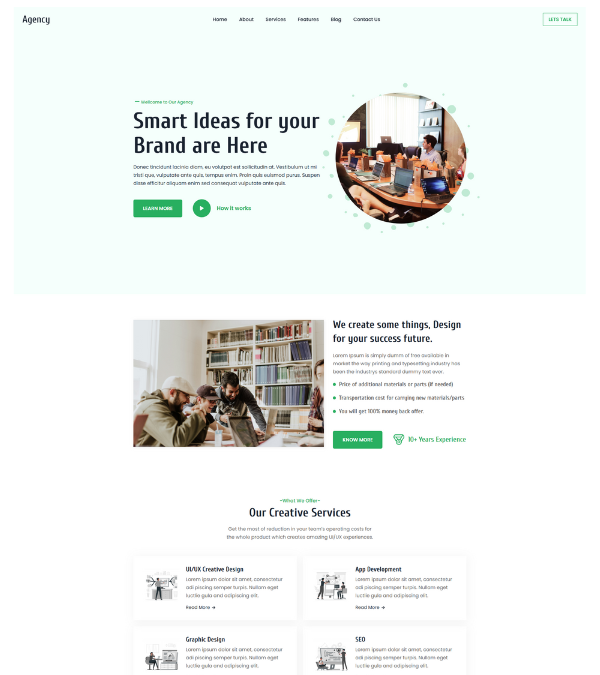 Agency
Home About Services Features Blog Contact Us
LETS TALK
Wellcome to Our Agency
Smart Ideas for your
Brand are Here
Donec tincidunt lacinia diam, eu volutpat est sollicitudin at. Vestibulum ut mi
tristi que, vulputate ante quis, tempus enim. Proin quis euismod purus. Suspen
disse efficitur aliquam enim sed consequat vulputate ante quis.
LEARN MORE
How it works
We create some things, Design
for your success future.
Lorem Ipsum is simply dumm of free available in
market the way printing and typesetting industry has
been the industrys standard dummy text ever.
Price of additional materials or parts (if needed)
Transportation cost for carrying new materials/parts
You will get 100% money back offer.
KNOW MORE
10+ Years Experience
-What We Offer-
Our Creative Services
Get the most of reduction in your team's operating costs for
the whole product which creates amazing UI/UX experiences.
UI/UX Creative Design
Lorem ipsum dolor sit amet, consectetur
adi piscing semper turpis. Nullam eget
luctlie gula and adipiscing elit.
Read More →
App Development
Lorem ipsum dolor sit amet, consectetur
adi piscing semper turpis. Nullam eget
luctlie gula and adipiscing elit.
Read More →
Graphic Design
Lorem ipsum dolor sit amet, consectetur
adi piscing semper turpis. Nullam eget
luctlie gula and adipiscing elit.
SEO
Lorem ipsum dolor sit amet, consectetur
adi piscing semper turpis. Nullam eget
luctlie gula and adipiscing elit.